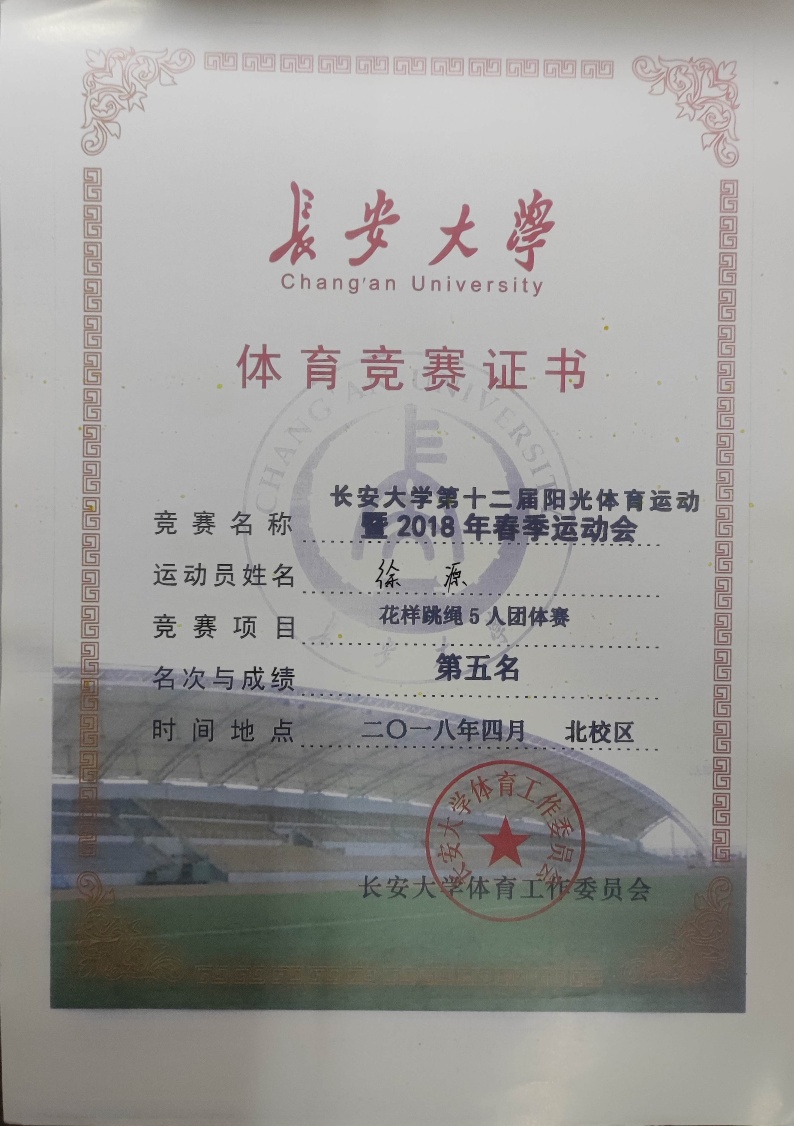 長安大學
Chang'an University
体育竞赛证书
CHANG'AN UNIVERSITY
竞赛名称 长安大学第十二届阳光体育运动
暨 2018 年春季运动会
运动员姓名 徐源
竞赛项目 花样跳绳 5 人团体赛
名次与成绩 第五名
时间地点 二〇一八年四月 北校区
长安大学体育工作委员会
长安大学体育工作委员会